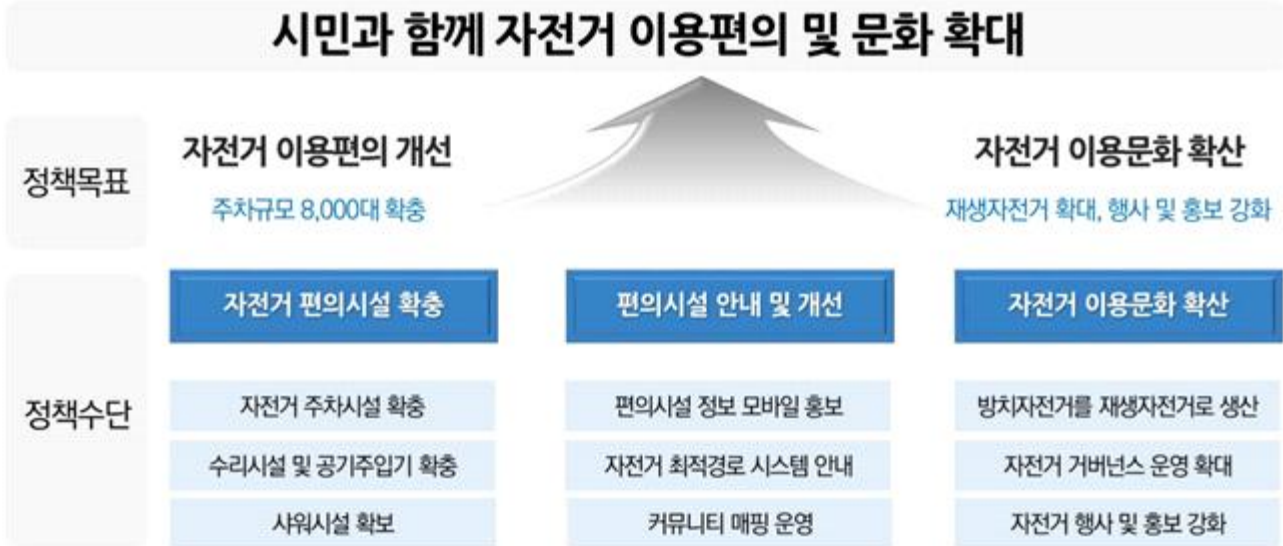 시민과 함께 자전거 이용편의 및 문화 확대
정책목표
자전거 이용편의 개선
주차규모 8,000대 확충
자전거 이용문화 확산
재생자전거 확대, 행사 및 홍보 강화
정책수단
자전거 편의시설 확충
자전거 주차시설 확충
수리시설 및 공기주입기 확충
샤워시설 확보
편의시설 안내 및 개선
편의시설 정보 모바일 홍보
자전거 최적경로 시스템 안내
커뮤니티 매핑 운영
자전거 이용문화 확산
방치자전거를 재생자전거로 생산
자전거 거버넌스 운영 확대
자전거 행사 및 홍보 강화